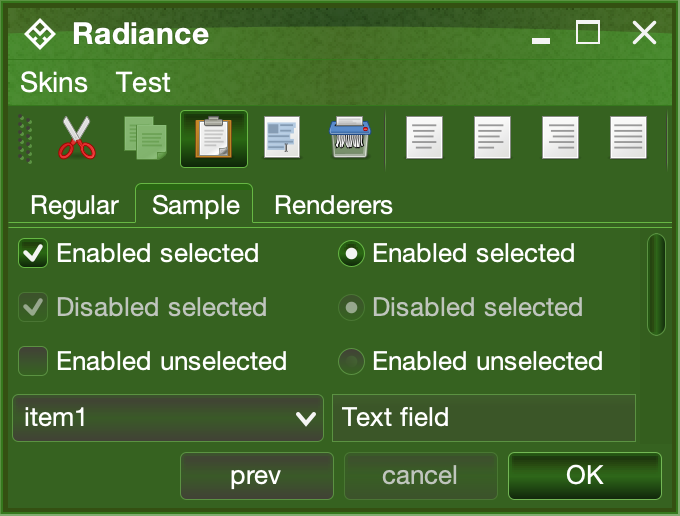 Radiance
Skins Test
Regular Sample Renderers
Enabled selected Enabled selected
Disabled selected Disabled selected
Enabled unselected Enabled unselected
item1 Text field
prev cancel OK